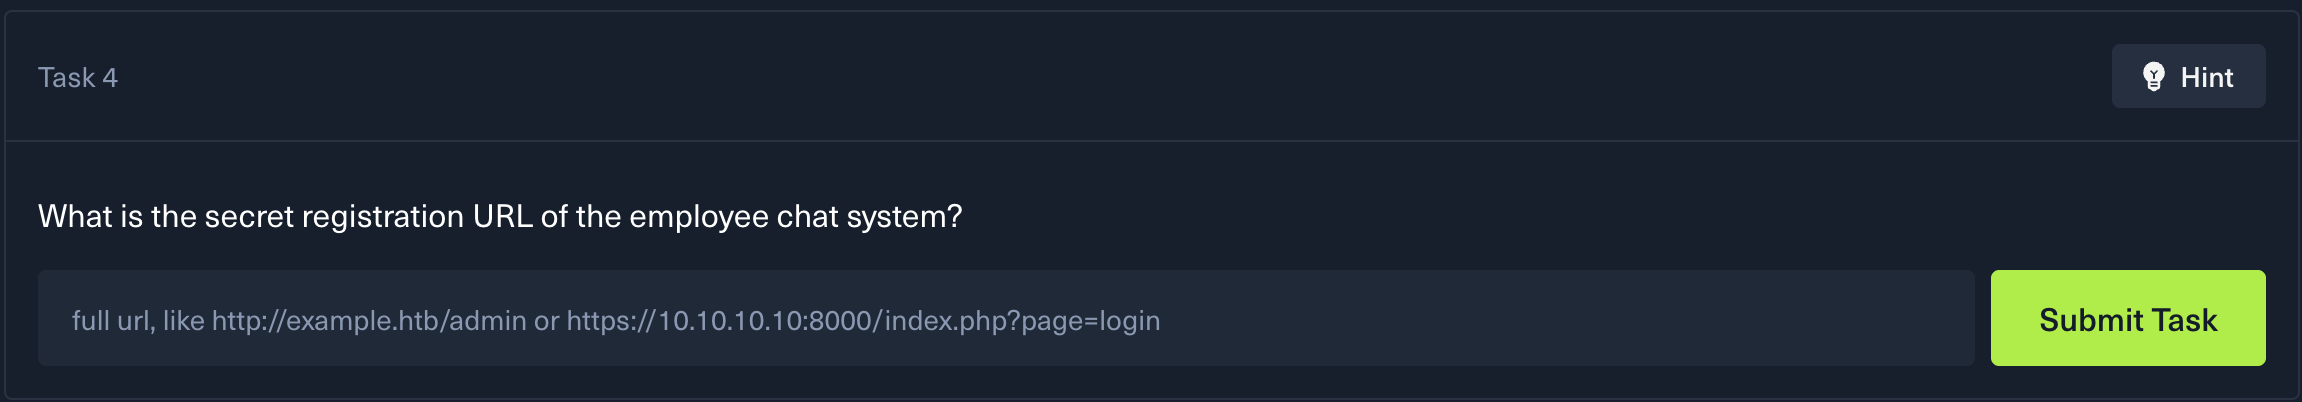 Task 4
Hint
What is the secret registration URL of the employee chat system?
full url, like http://example.htb/admin or https://10.10.10.10:8000/index.php?page=login
Submit Task